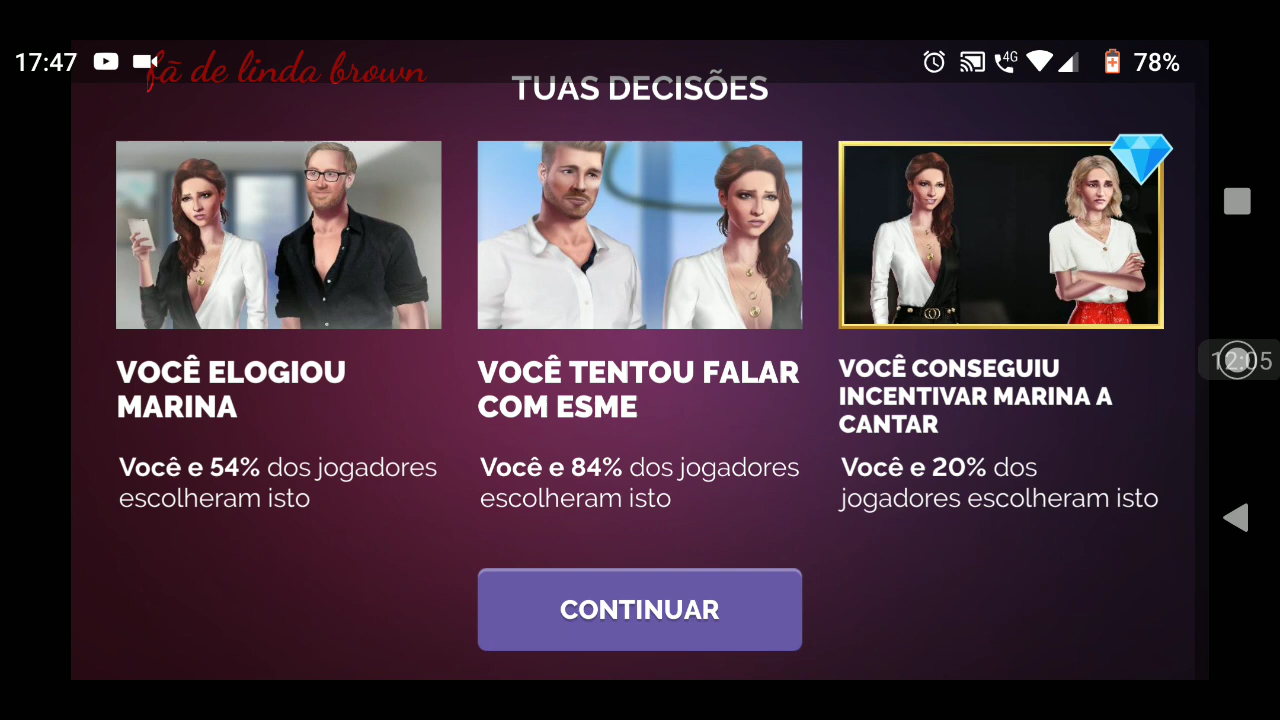 17:47
4G
78%
fã de linda brown
TUAS DECISÕES
VOCÊ ELOGIOU
MARINA
Você e 54% dos jogadores
escolheram isto
VOCÊ TENTOU FALAR
COM ESME
Você e 84% dos jogadores
escolheram isto
VOCÊ CONSEGUIU
INCENTIVAR MARINA A
CANTAR
Você e 20% dos
jogadores escolheram isto
12:05
CONTINUAR